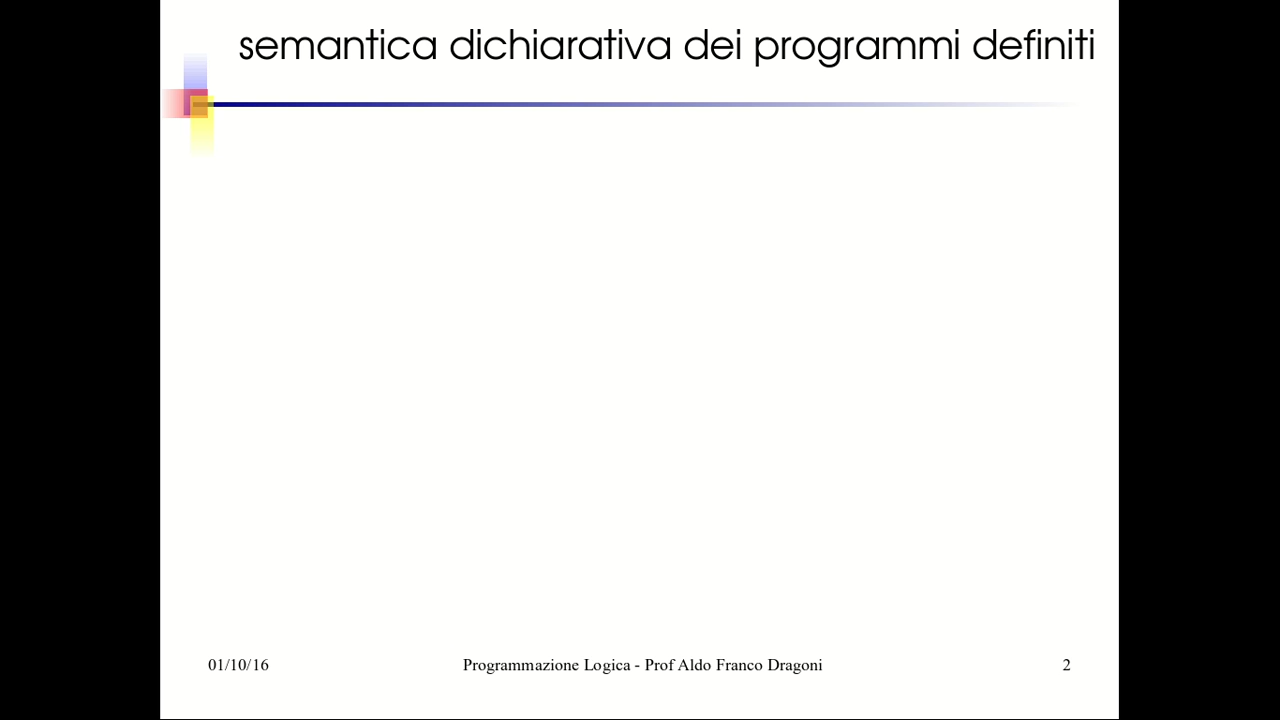 semantica dichiarativa dei programmi definiti
01/10/16 Programmazione Logica - Prof Aldo Franco Dragoni 2